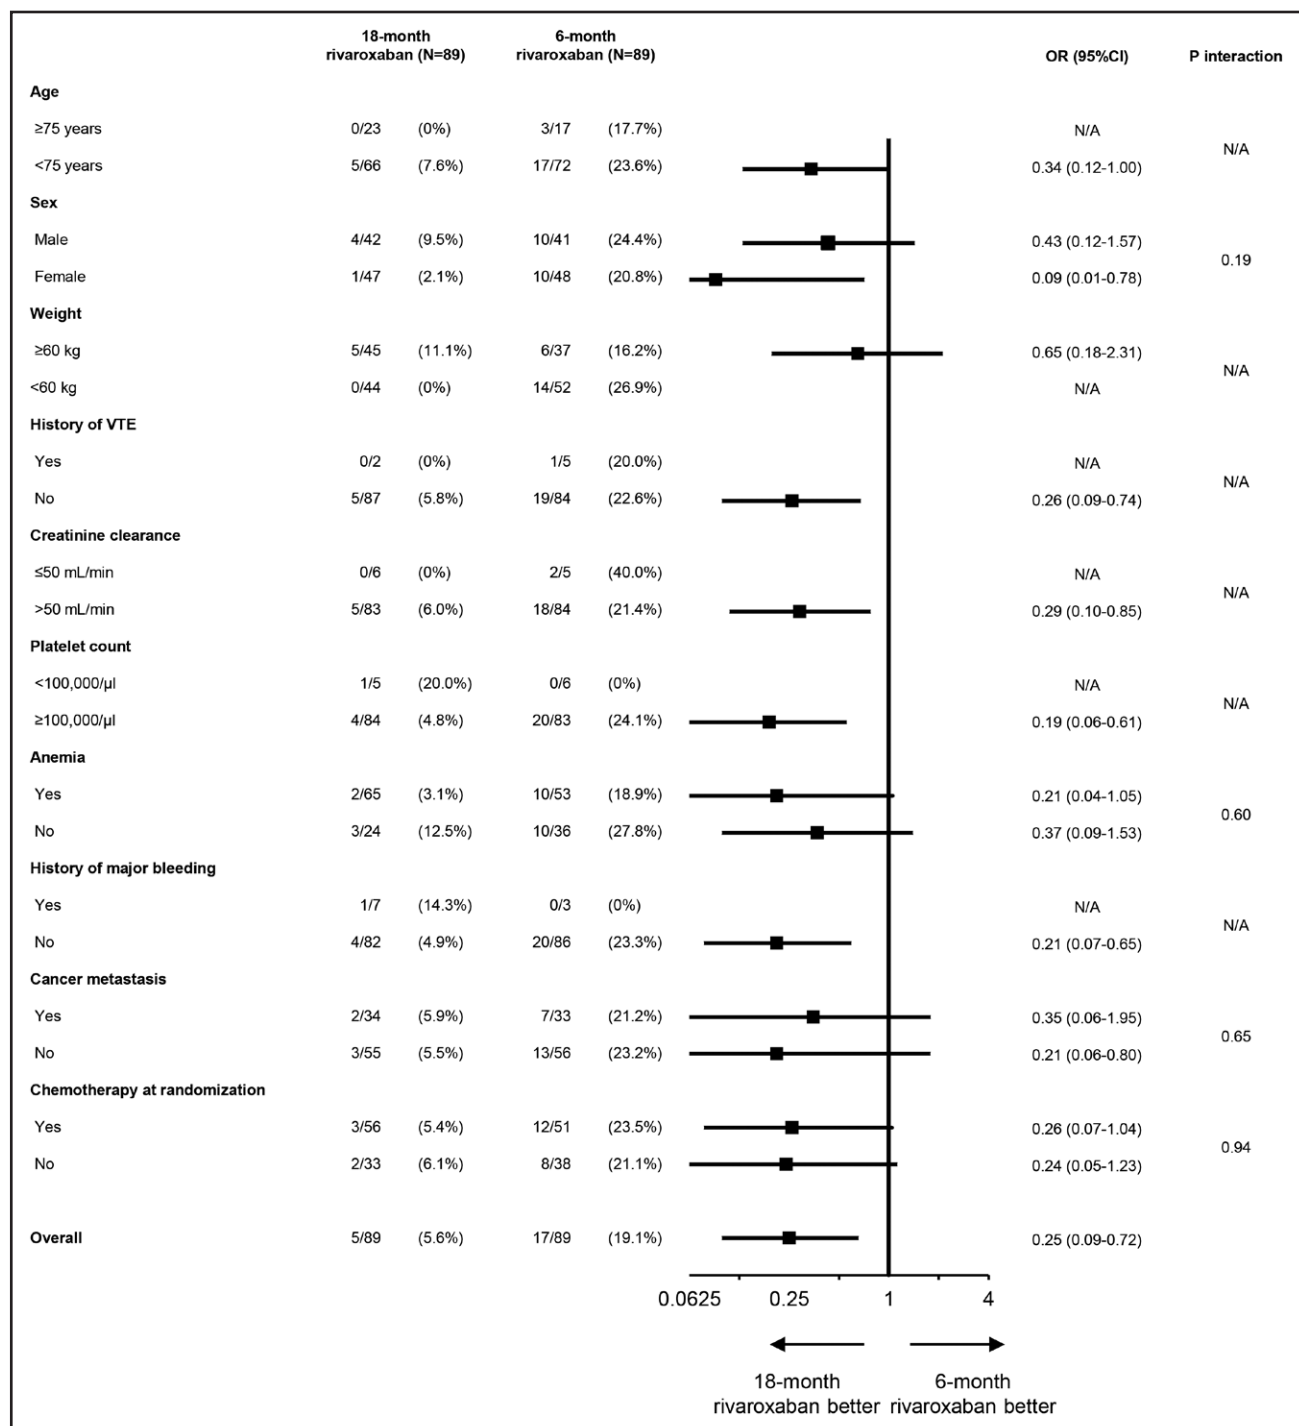 18-month rivaroxaban (N=89) 6-month rivaroxaban (N=89) OR (95%CI) P interaction
Age
≥75 years 0/23 (0%) 3/17 (17.7%) N/A
N/A
<75 years 5/66 (7.6%) 17/72 (23.6%) 0.34 (0.12-1.00)
Sex
Male 4/42 (9.5%) 10/41 (24.4%) 0.43 (0.12-1.57)
0.19
Female 1/47 (2.1%) 10/48 (20.8%) 0.09 (0.01-0.78)
Weight
≥60 kg 5/45 (11.1%) 6/37 (16.2%) 0.65 (0.18-2.31)
N/A
<60 kg 0/44 (0%) 14/52 (26.9%) N/A
History of VTE
Yes 0/2 (0%) 1/5 (20.0%) N/A
N/A
No 5/87 (5.8%) 19/84 (22.6%) 0.26 (0.09-0.74)
Creatinine clearance
≤50 mL/min 0/6 (0%) 2/5 (40.0%) N/A
N/A
>50 mL/min 5/83 (6.0%) 18/84 (21.4%) 0.29 (0.10-0.85)
Platelet count
<100,000/μl 1/5 (20.0%) 0/6 (0%) N/A
N/A
≥100,000/μl 4/84 (4.8%) 20/83 (24.1%) 0.19 (0.06-0.61)
Anemia
Yes 2/65 (3.1%) 10/53 (18.9%) 0.21 (0.04-1.05)
0.60
No 3/24 (12.5%) 10/36 (27.8%) 0.37 (0.09-1.53)
History of major bleeding
Yes 1/7 (14.3%) 0/3 (0%) N/A
N/A
No 4/82 (4.9%) 20/86 (23.3%) 0.21 (0.07-0.65)
Cancer metastasis
Yes 2/34 (5.9%) 7/33 (21.2%) 0.35 (0.06-1.95)
0.65
No 3/55 (5.5%) 13/56 (23.2%) 0.21 (0.06-0.80)
Chemotherapy at randomization
Yes 3/56 (5.4%) 12/51 (23.5%) 0.26 (0.07-1.04)
0.94
No 2/33 (6.1%) 8/38 (21.1%) 0.24 (0.05-1.23)
Overall 5/89 (5.6%) 17/89 (19.1%) 0.25 (0.09-0.72)
0.0625 0.25 1 4
18-month 6-month
rivaroxaban better rivaroxaban better